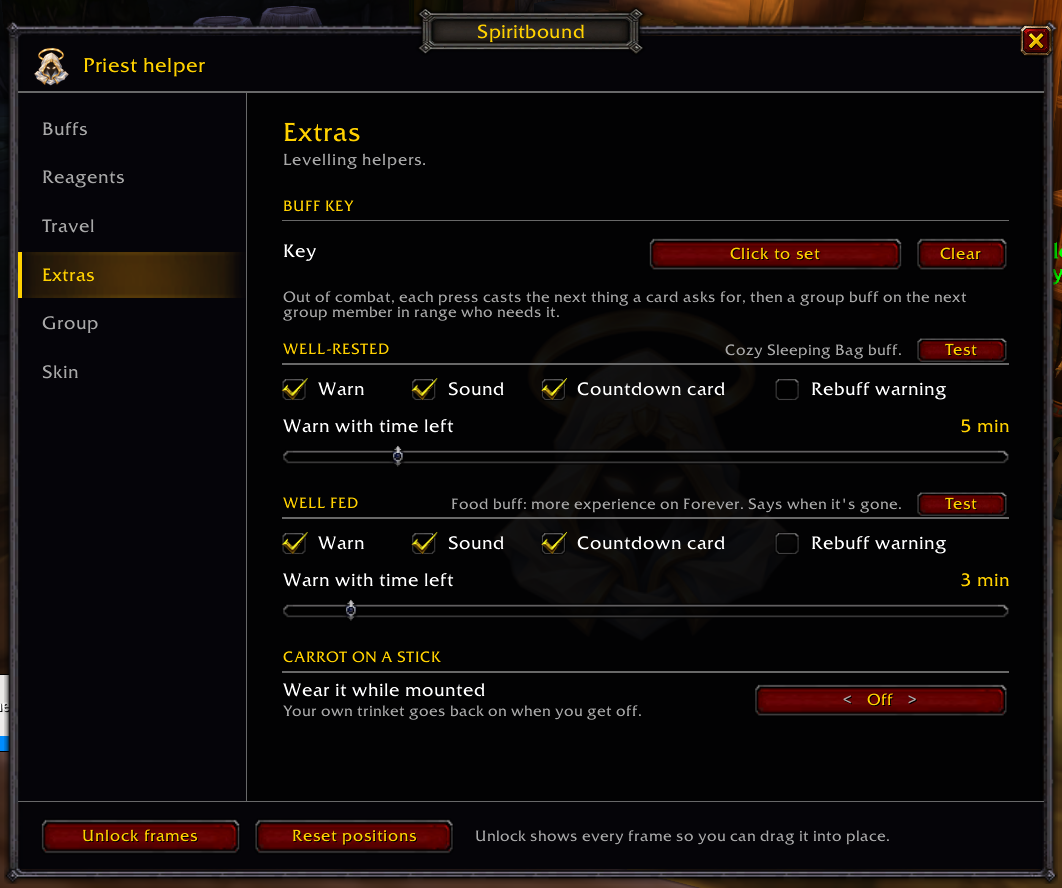 Spiritbound
Priest helper
Buffs
Reagents
Travel
Extras
Group
Skin
Extras
Levelling helpers.
BUFF KEY
Key
Click to set
Clear
Out of combat, each press casts the next thing a card asks for, then a group buff on the next
group member in range who needs it.
WELL-RESTED
Cozy Sleeping Bag buff.
Test
Warn
Sound
Countdown card
Rebuff warning
Warn with time left
5 min
WELL FED
Food buff: more experience on Forever. Says when it's gone.
Test
Warn
Sound
Countdown card
Rebuff warning
Warn with time left
3 min
CARROT ON A STICK
Wear it while mounted
Your own trinket goes back on when you get off.
< Off >
Unlock frames
Reset positions
Unlock shows every frame so you can drag it into place.